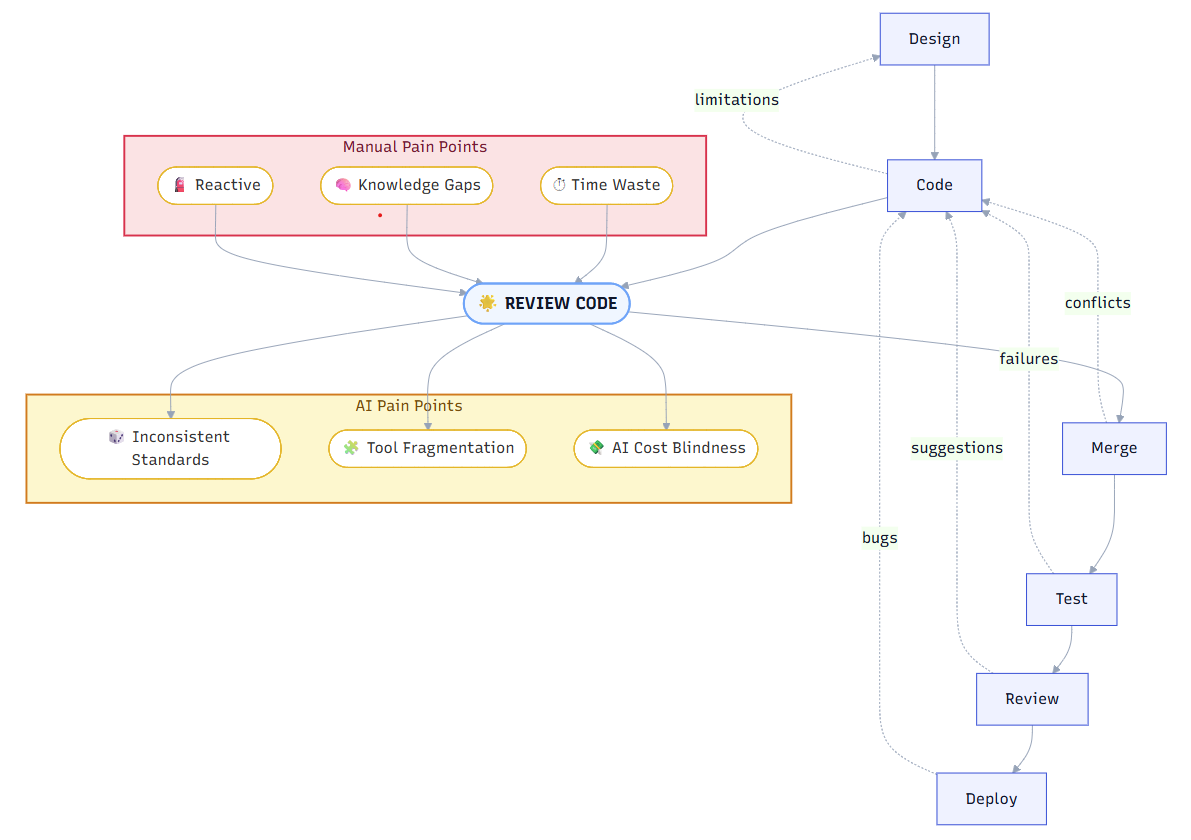 Design
limitations
Manual Pain Points
🧯 Reactive
🧠 Knowledge Gaps
⏱ Time Waste
Code
🌟 REVIEW CODE
conflicts
failures
AI Pain Points
🎲 Inconsistent
Standards
🧩 Tool Fragmentation
💸 AI Cost Blindness
suggestions
Merge
bugs
Test
Review
Deploy